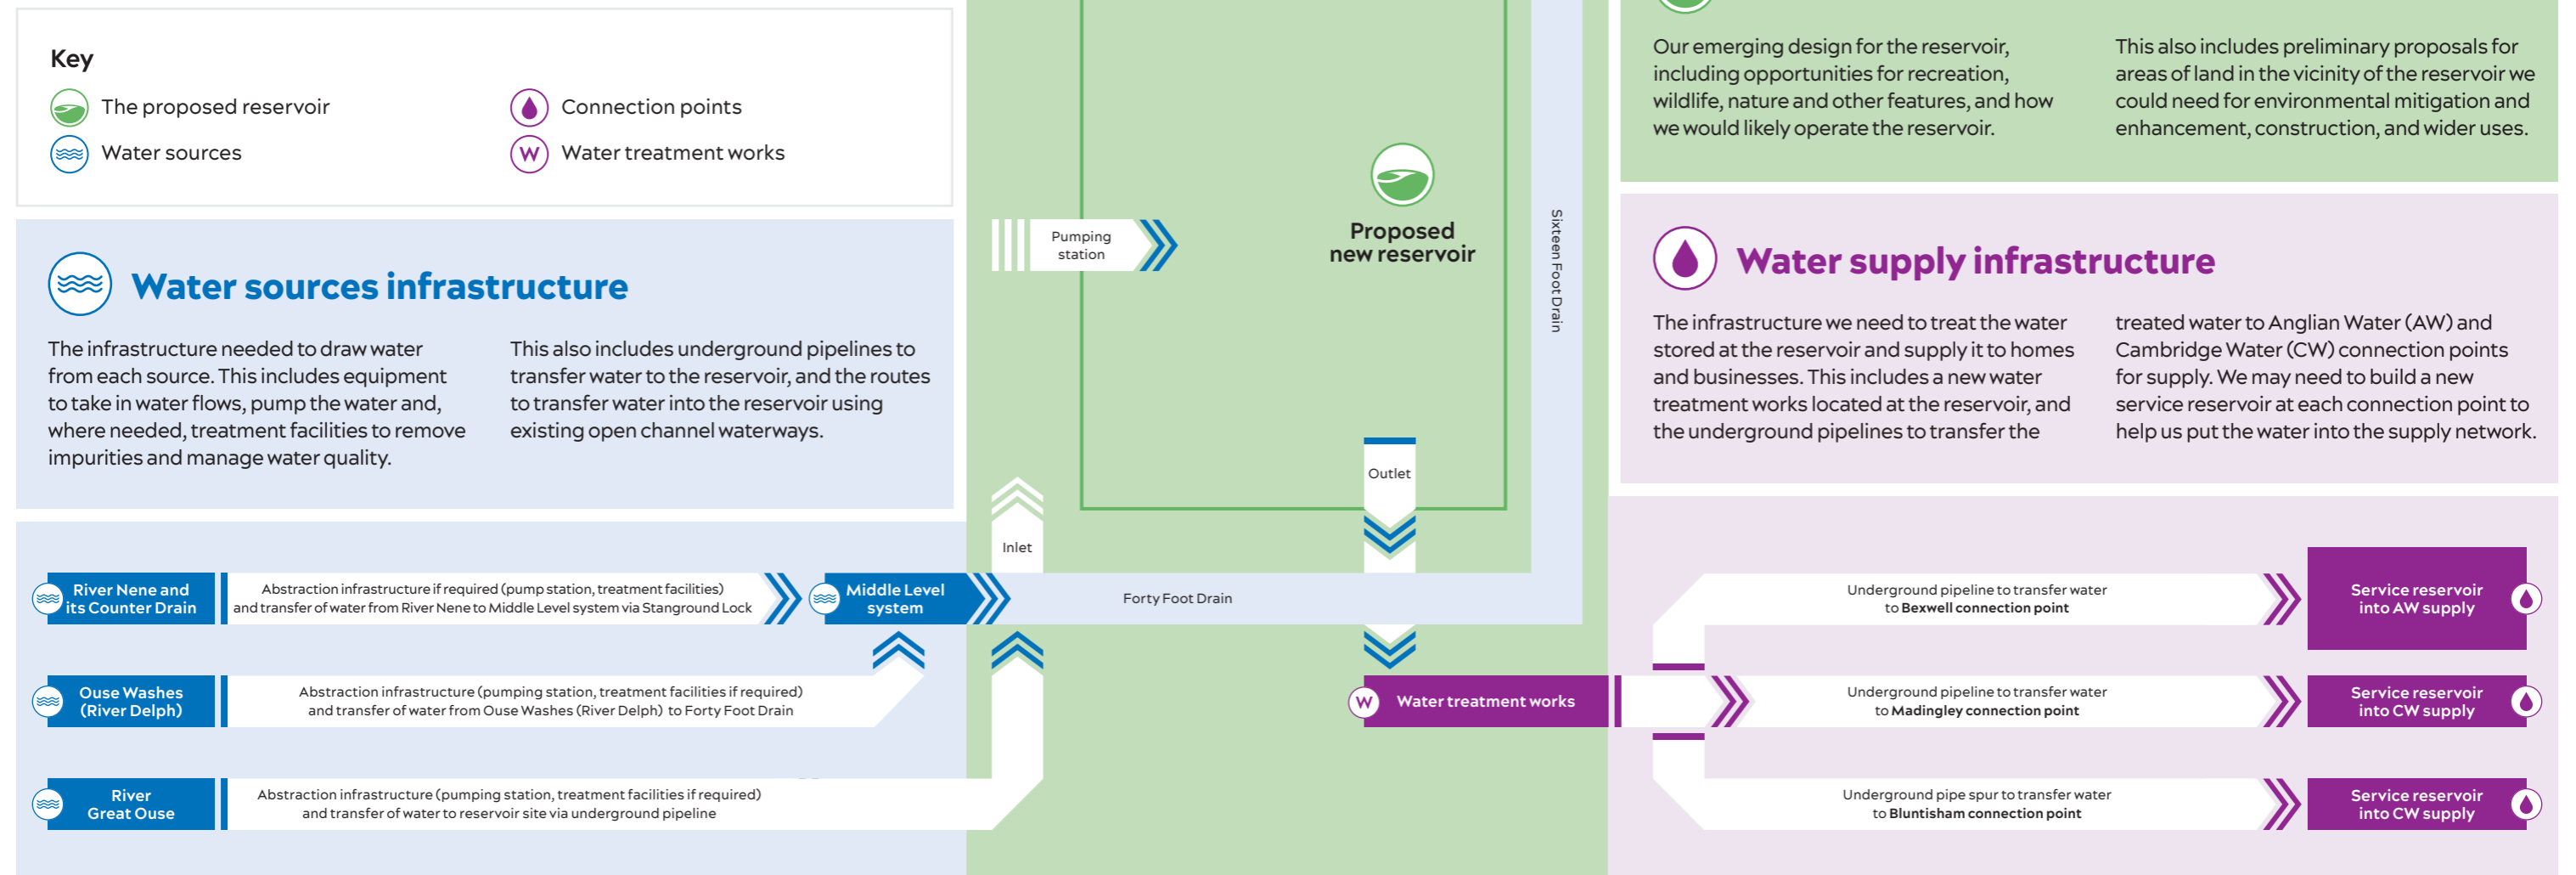 Key
The proposed reservoir
Water sources
Connection points
W
Water treatment works
Water sources infrastructure
The infrastructure needed to draw water
from each source. This includes equipment
to take in water flows, pump the water and,
where needed, treatment facilities to remove
impurities and manage water quality.
This also includes underground pipelines to
transfer water to the reservoir, and the routes
to transfer water into the reservoir using
existing open channel waterways.
River Nene and
its Counter Drain
Abstraction infrastructure if required (pump station, treatment facilities)
and transfer of water from River Nene to Middle Level system via Stanground Lock
Middle Level
system
Ouse Washes
(River Delph)
Abstraction infrastructure (pumping station, treatment facilities if required)
and transfer of water from Ouse Washes (River Delph) to Forty Foot Drain
River
Great Ouse
Abstraction infrastructure (pumping station, treatment facilities if required)
and transfer of water to reservoir site via underground pipeline
Pumping
station
Proposed
new reservoir
Sixteen Foot Drain
Outlet
Inlet
Forty Foot Drain
W
Water treatment works
Our emerging design for the reservoir,
including opportunities for recreation,
wildlife, nature and other features, and how
we would likely operate the reservoir.
This also includes preliminary proposals for
areas of land in the vicinity of the reservoir we
could need for environmental mitigation and
enhancement, construction, and wider uses.
Water supply infrastructure
The infrastructure we need to treat the water
stored at the reservoir and supply it to homes
and businesses. This includes a new water
treatment works located at the reservoir, and
the underground pipelines to transfer the
treated water to Anglian Water (AW) and
Cambridge Water (CW) connection points
for supply. We may need to build a new
service reservoir at each connection point to
help us put the water into the supply network.
Underground pipeline to transfer water
to Bexwell connection point
Service reservoir
into AW supply
Underground pipeline to transfer water
to Madingley connection point
Service reservoir
into CW supply
Underground pipe spur to transfer water
to Bluntisham connection point
Service reservoir
into CW supply